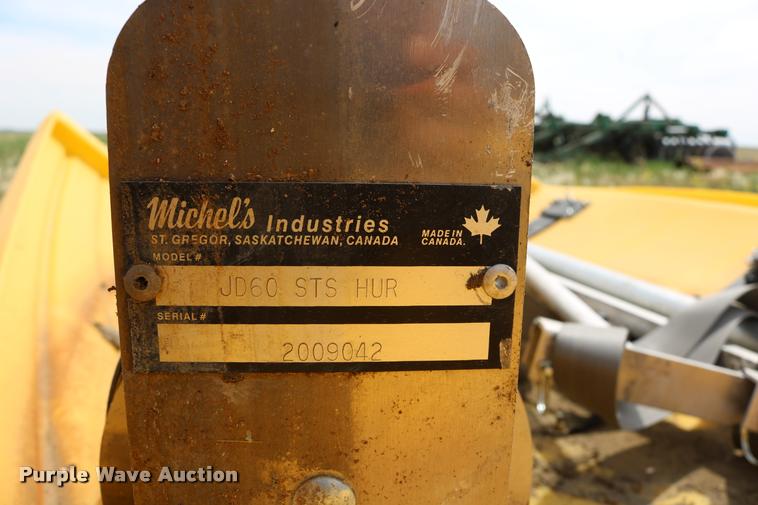 Michel's Industries
ST. GREGOR, SASKATCHEWAN, CANADA
MADE IN
CANADA.
MODEL #
JD60 STS HUR
SERIAL #
2009042
Purple Wave Auction